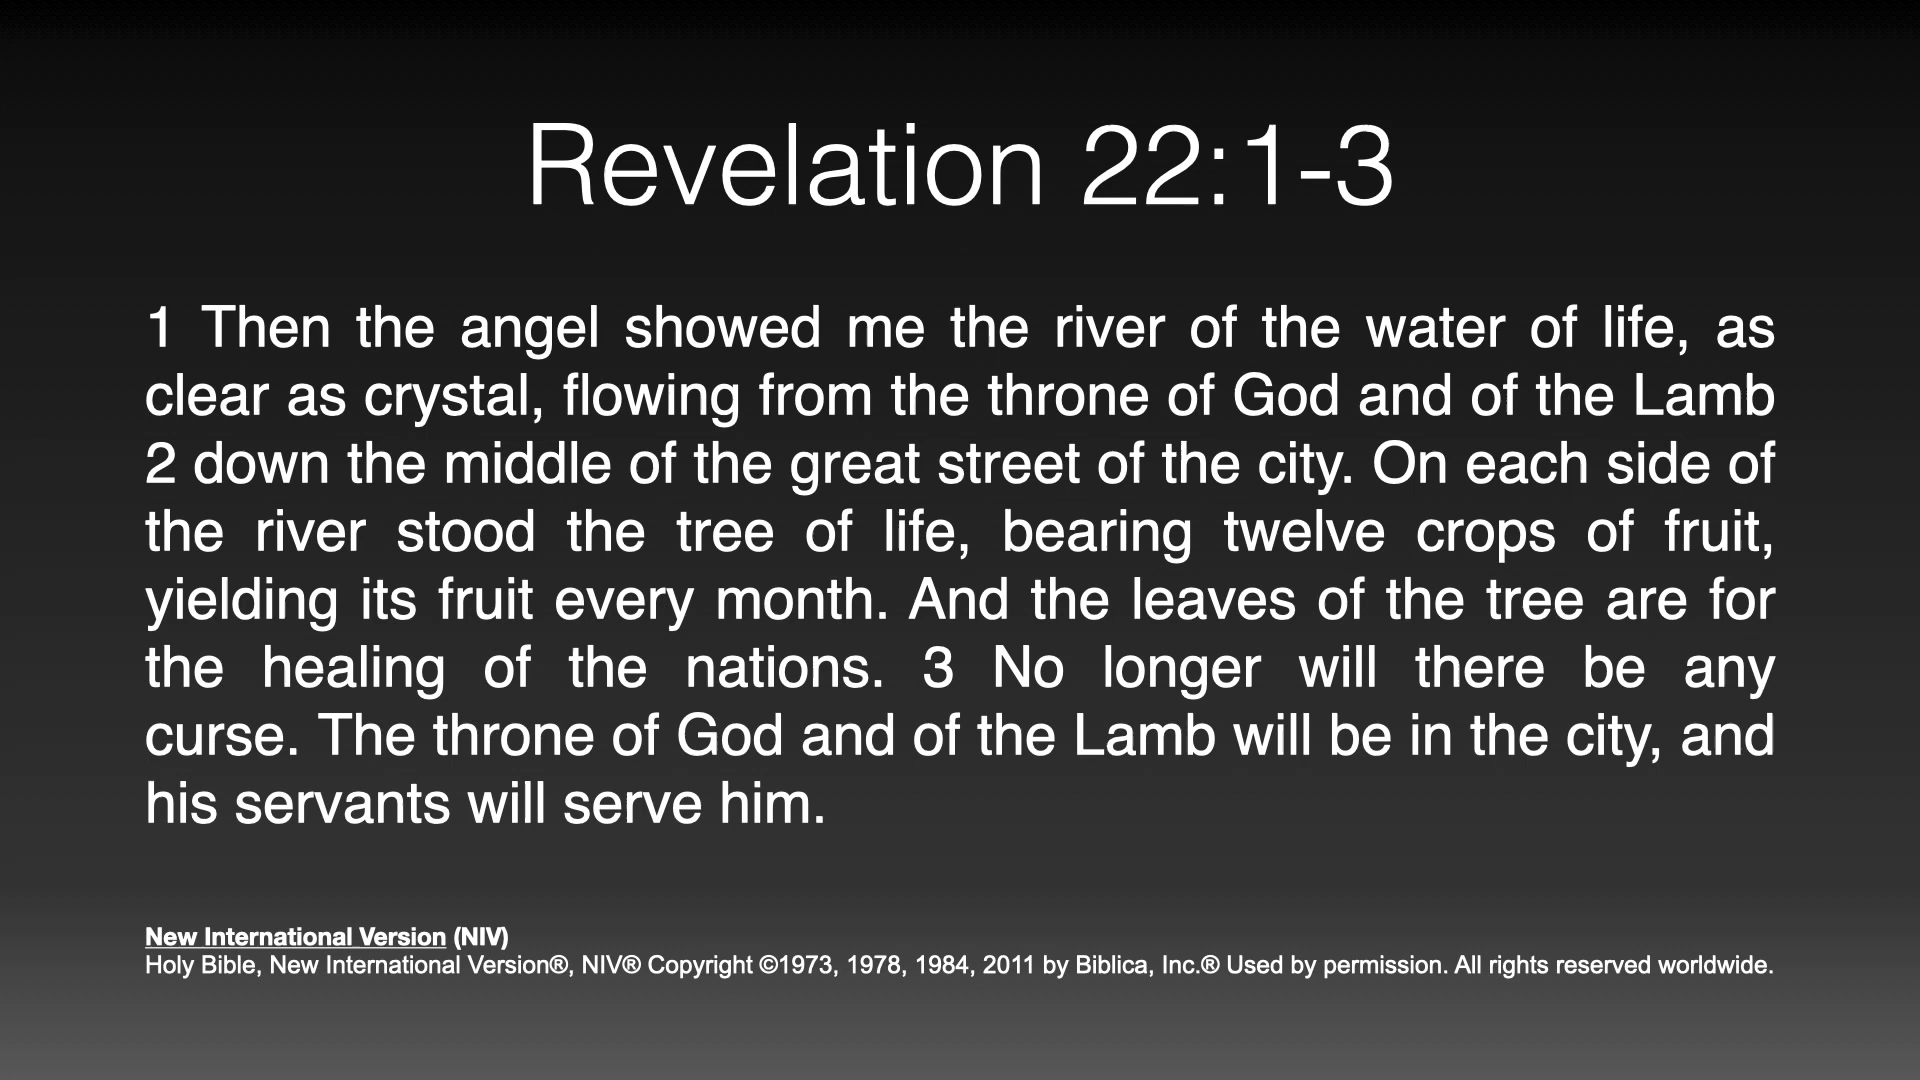 Revelation 22:1-3
1 Then the angel showed me the river of the water of life, as
clear as crystal, flowing from the throne of God and of the Lamb
2 down the middle of the great street of the city. On each side of
the river stood the tree of life, bearing twelve crops of fruit,
yielding its fruit every month. And the leaves of the tree are for
the healing of the nations. 3 No longer will there be any
curse. The throne of God and of the Lamb will be in the city, and
his servants will serve him.
New International Version (NIV)
Holy Bible, New International Version®, NIV® Copyright ©1973, 1978, 1984, 2011 by Biblica, Inc.® Used by permission. All rights reserved worldwide.